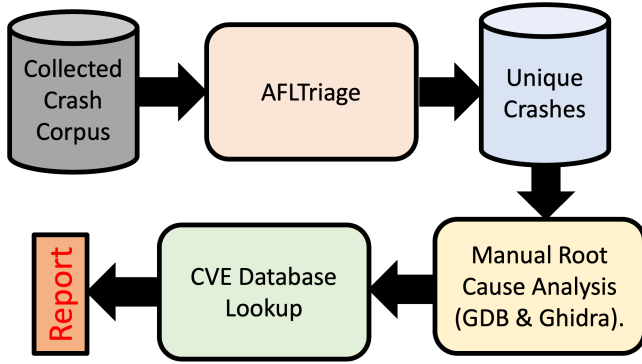 Collected
Crash
Corpus
AFLTriage
Unique
Crashes
Manual Root
Cause Analysis
(GDB & Ghidra).
CVE Database
Lookup
Report